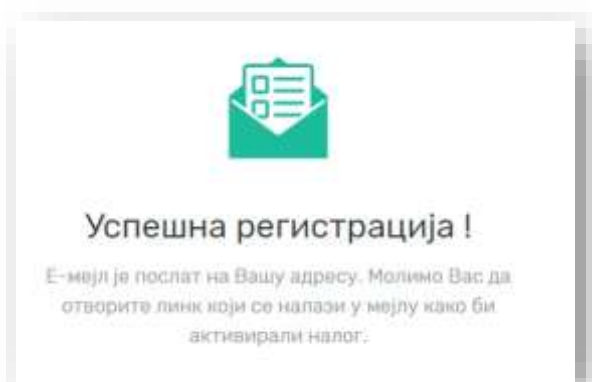 Успешна регистрација !
Е-мејл је послат на Вашу адресу. Молимо Вас да
отворите линк који се налази у мејлу како би
активирали налог.